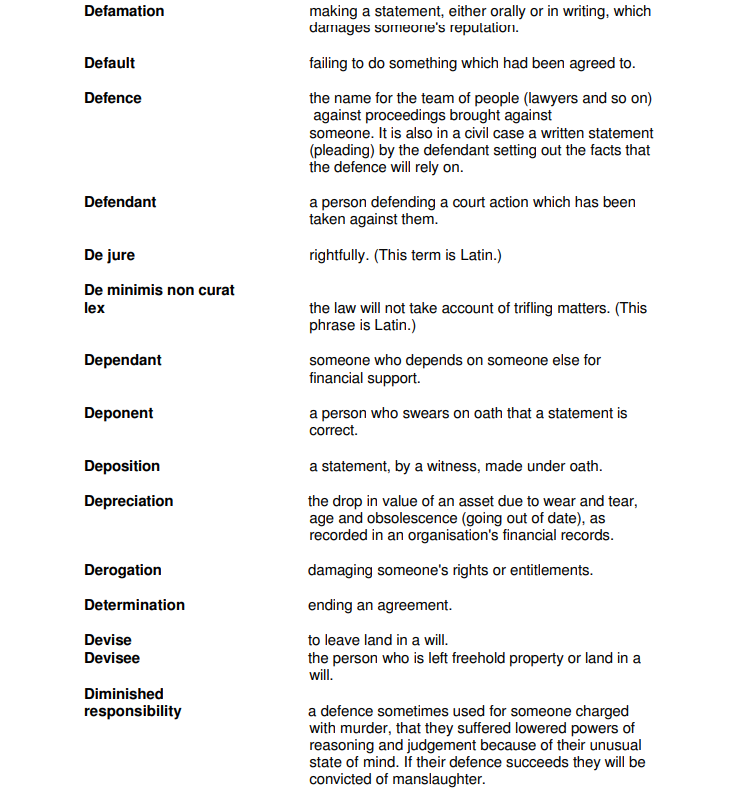 Defamation making a statement, either orally or in writing, which
damages someone's reputation.
Default failing to do something which had been agreed to.
Defence the name for the team of people (lawyers and so on)
against proceedings brought against
someone. It is also in a civil case a written statement
(pleading) by the defendant setting out the facts that
the defence will rely on.
Defendant a person defending a court action which has been
taken against them.
De jure rightfully. (This term is Latin.)
De minimis non curat
lex the law will not take account of trifling matters. (This
phrase is Latin.)
Dependant someone who depends on someone else for
financial support.
Deponent a person who swears on oath that a statement is
correct.
Deposition a statement, by a witness, made under oath.
Depreciation the drop in value of an asset due to wear and tear,
age and obsolescence (going out of date), as
recorded in an organisation's financial records.
Derogation damaging someone's rights or entitlements.
Determination ending an agreement.
Devise to leave land in a will.
Devisee the person who is left freehold property or land in a
will.
Diminished
responsibility a defence sometimes used for someone charged
with murder, that they suffered lowered powers of
reasoning and judgement because of their unusual
state of mind. If their defence succeeds they will be
convicted of manslaughter.